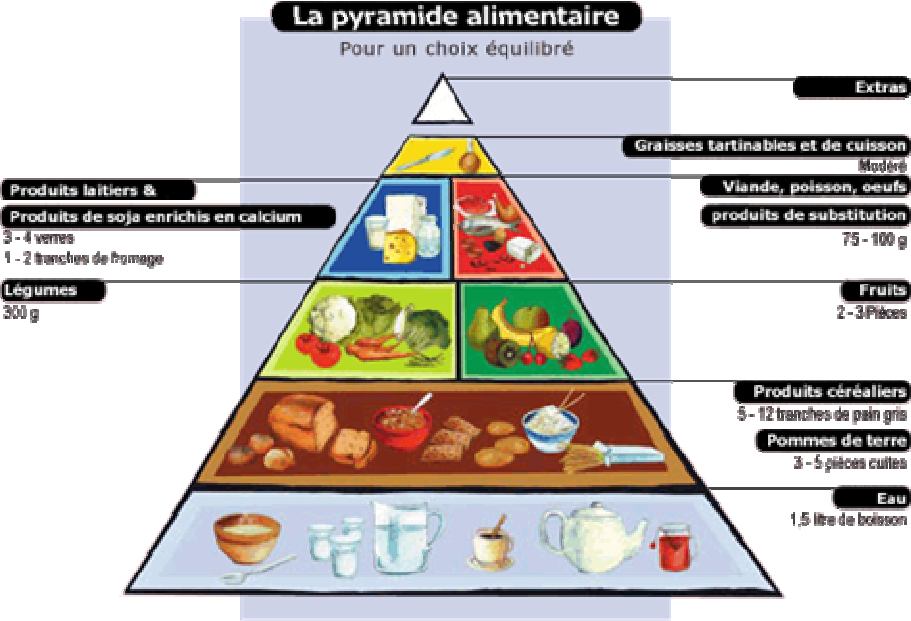 La pyramide alimentaire
Pour un choix équilibré
Extras
Graisses tartinables et de cuisson
Modéré
Produits laitiers &
Produits de soja enrichis en calcium
3 - 4 verres
1 - 2 tranches de fromage
Viande, poisson, oeufs
produits de substitution
75 - 100 g
Légumes
300 g
Fruits
2 - 3 Pièces
Produits céréaliers
5 - 12 tranches de pain gris
Pommes de terre
3 - 5 pièces cuites
Eau
1,5 litre de boisson